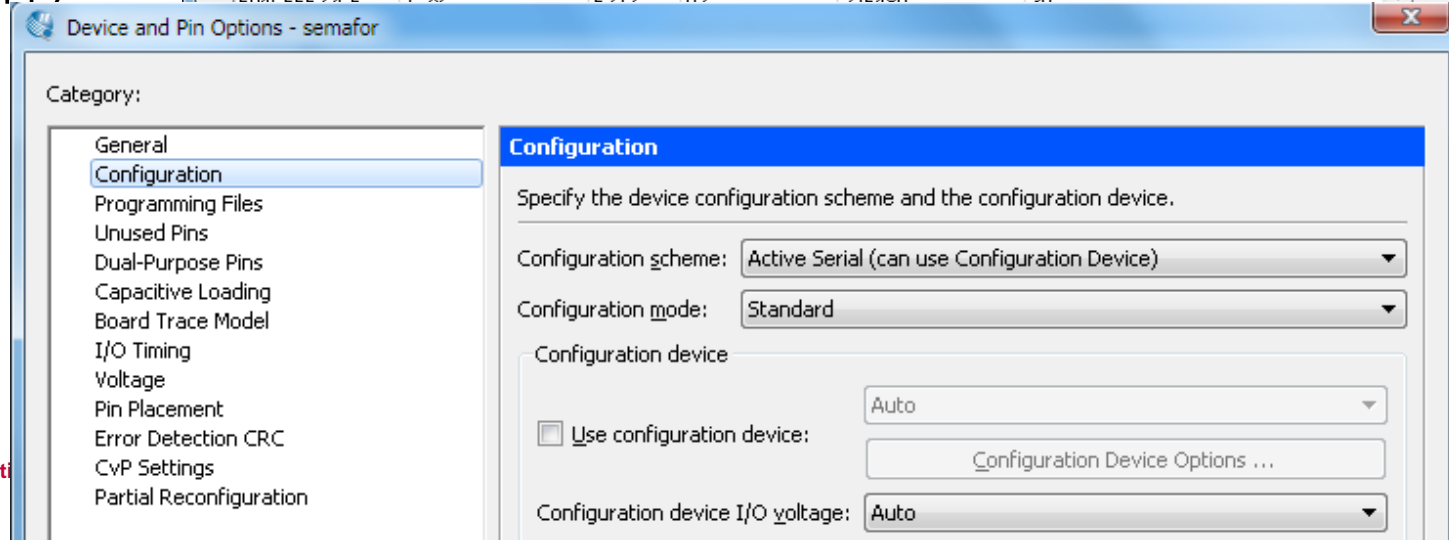 Device and Pin Options - semafor
Category:
General
Configuration
Programming Files
Unused Pins
Dual-Purpose Pins
Capacitive Loading
Board Trace Model
I/O Timing
Voltage
Pin Placement
Error Detection CRC
CvP Settings
Partial Reconfiguration
Configuration
Specify the device configuration scheme and the configuration device.
Configuration scheme: Active Serial (can use Configuration Device)
Configuration mode: Standard
Configuration device
Auto
Use configuration device:
Configuration Device Options ...
Configuration device I/O voltage: Auto
ti